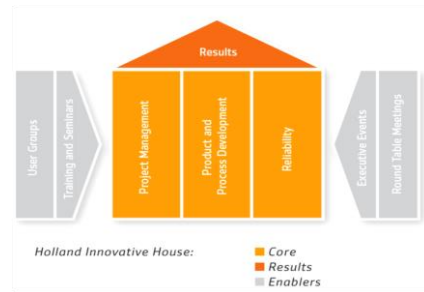 Results
User Groups
Training and Seminars
Project Management
Product and
Process Development
Reliability
Executive Events
Round Table Meetings
Holland Innovative House:
Core
Results
Enablers